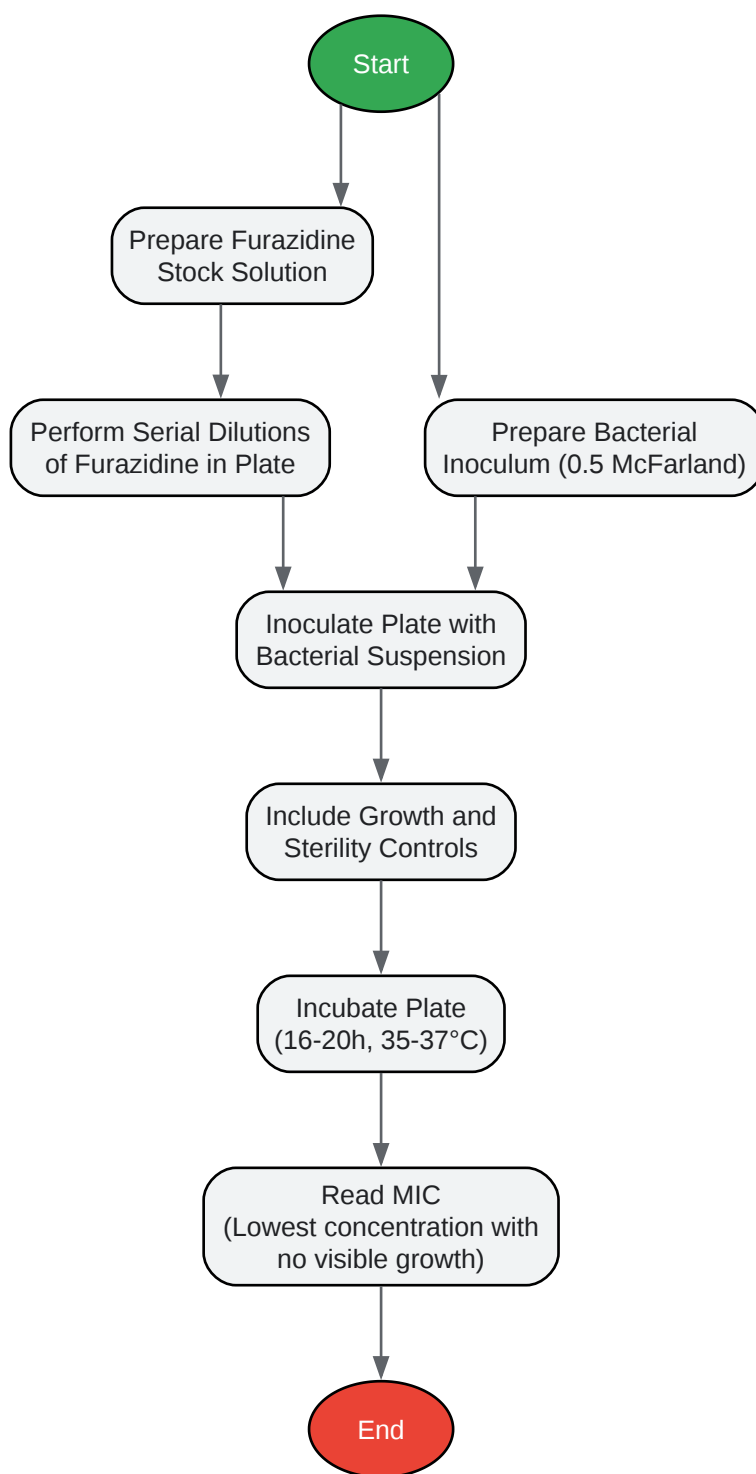 Start
Prepare Furazidine
Stock Solution
Perform Serial Dilutions
of Furazidine in Plate
Prepare Bacterial
Inoculum (0.5 McFarland)
Inoculate Plate with
Bacterial Suspension
Include Growth and
Sterility Controls
Incubate Plate
(16-20h, 35-37°C)
Read MIC
(Lowest concentration with
no visible growth)
End